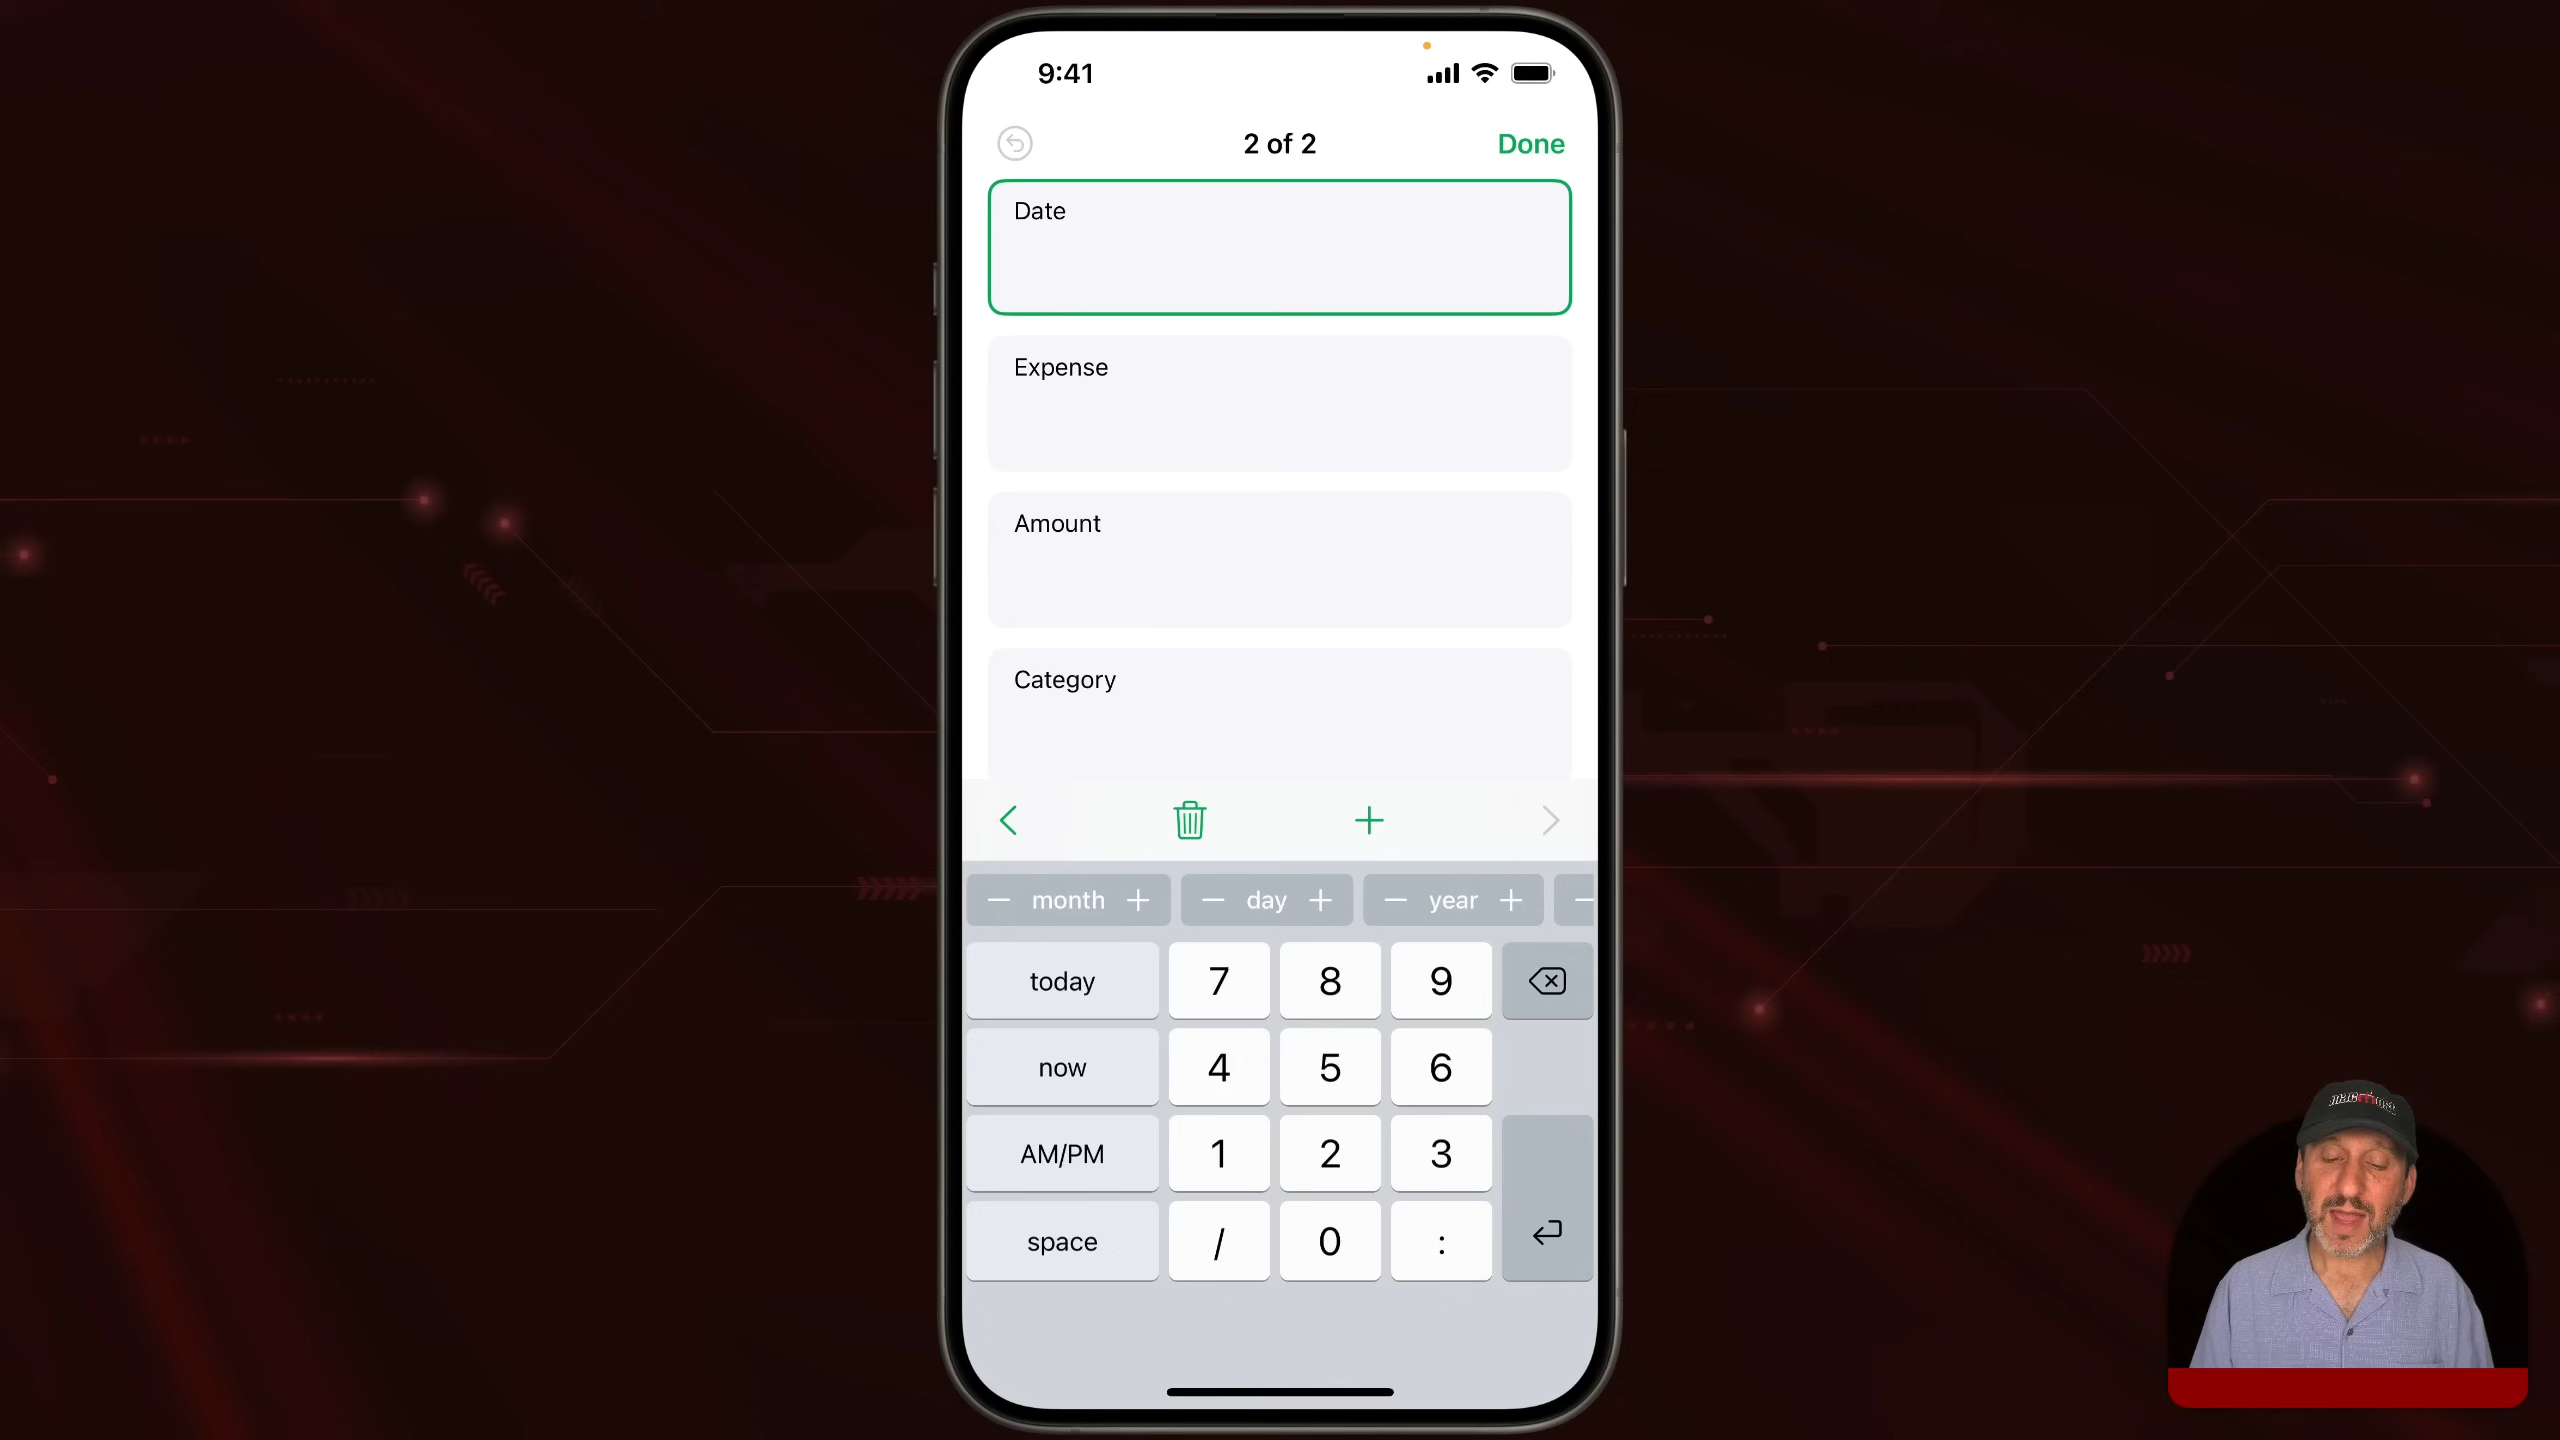 9:41
2 of 2
Done
Date
Expense
Amount
Category
− month +
− day +
− year +
−
today
7
8
9
now
4
5
6
AM/PM
1
2
3
space
/
0
: